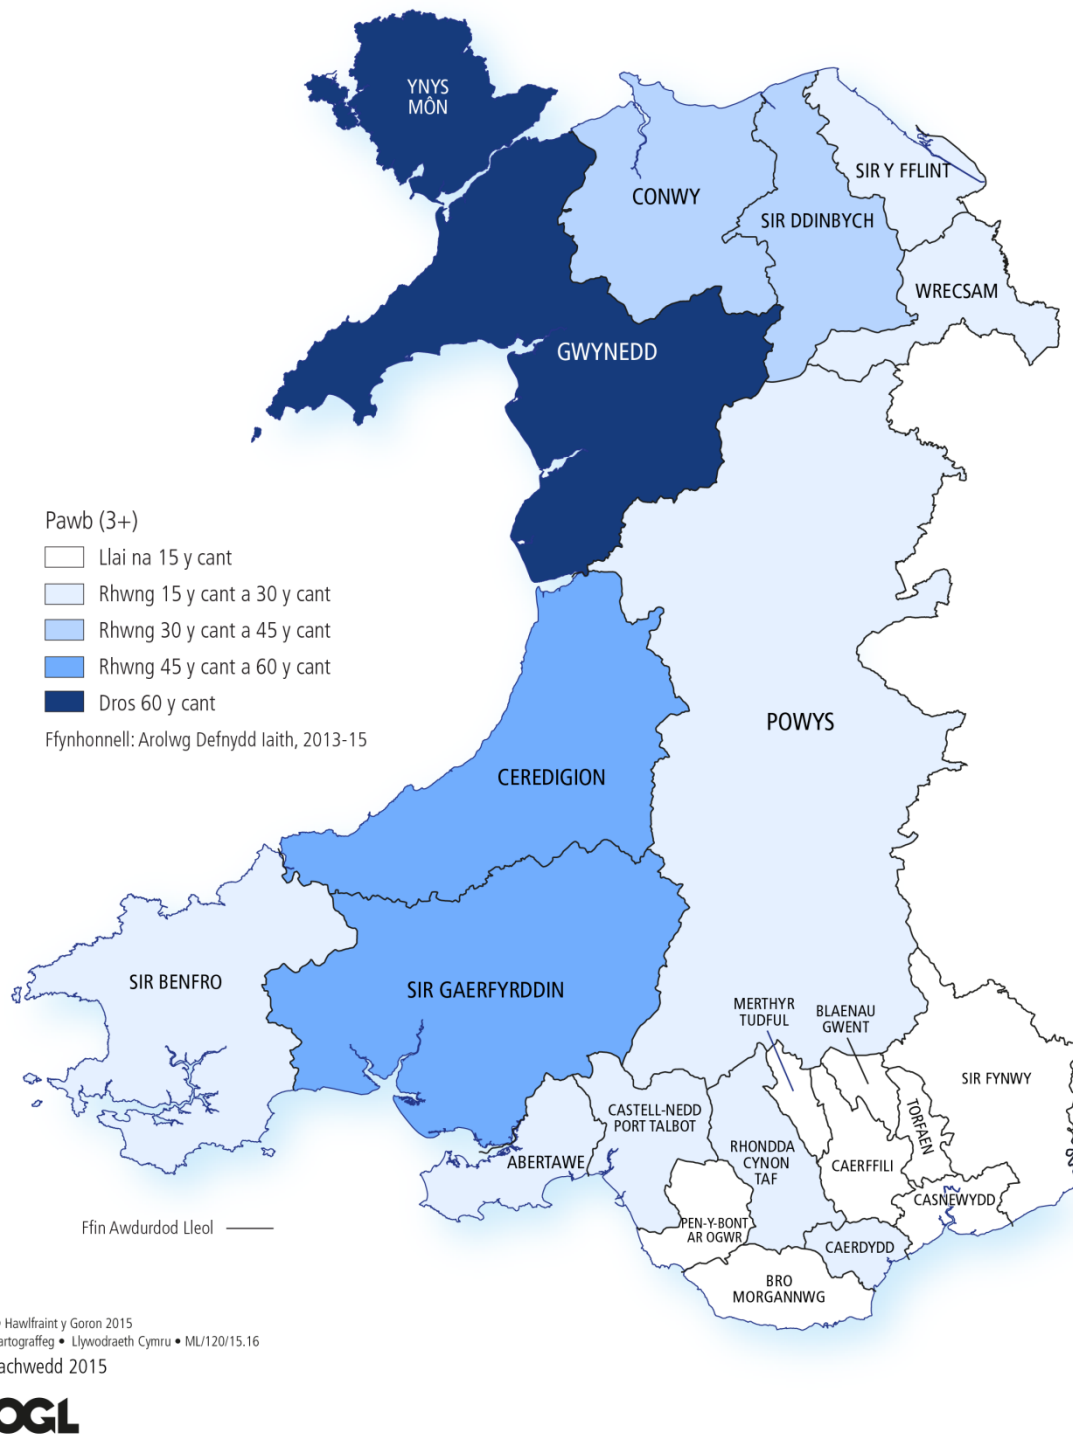 YNYS
MÔN
CONWY
SIR DDINBYCH
SIR Y FFLINT
WRECSAM
GWYNEDD
Pawb (3+)
Llai na 15 y cant
Rhwng 15 y cant a 30 y cant
Rhwng 30 y cant a 45 y cant
Rhwng 45 y cant a 60 y cant
Dros 60 y cant
Ffynhonnell: Arolwg Defnydd Iaith, 2013-15
POWYS
CEREDIGION
SIR BENFRO
SIR GAERFYRDDIN
MERTHYR
TUDFUL
BLAENAU
GWENT
SIR FYNWY
TORFAEN
CASTELL-NEDD
PORT TALBOT
RHONDDA
CYNON
TAF
CAERFFILI
ABERTAWE
CASNEWYDD
PEN-Y-BONT
AR OGWR
CAERDYDD
BRO
MORGANNWG
Ffin Awdurdod Lleol
Hawlfraint y Goron 2015
artograffeg • Llywodraeth Cymru • ML/120/15.16
achwedd 2015
OGL